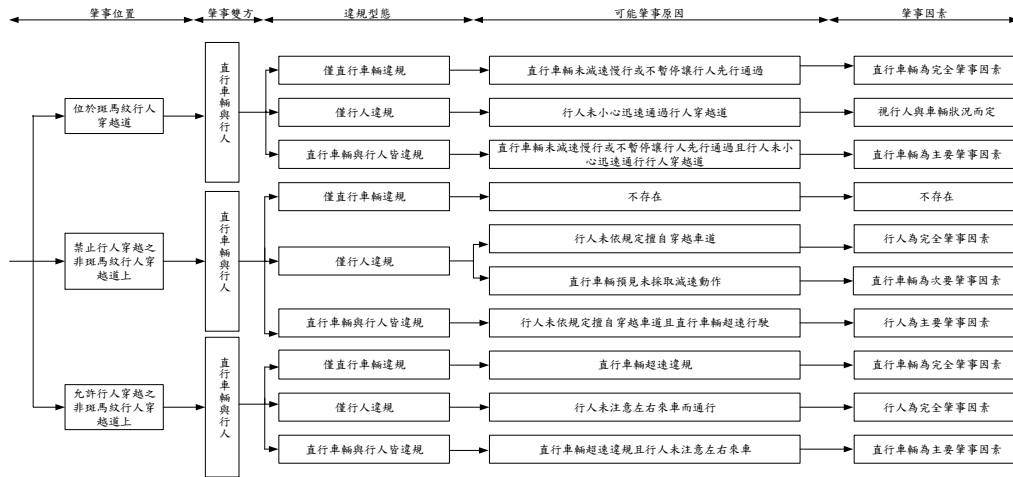 肇事位置
肇事雙方
違規型態
可能肇事原因
肇事因素
位於斑馬紋行人
穿越道
直行車輛與行人
僅直行車輛違規
直行車輛未減速慢行或不暫停讓行人先行通過
直行車輛為完全肇事因素
僅行人違規
行人未小心迅速通過行人穿越道
視行人與車輛狀況而定
直行車輛與行人皆違規
直行車輛未減速慢行或不暫停讓行人先行通過且行人未小
心迅速通行行人穿越道
直行車輛為主要肇事因素
禁止行人穿越之
非斑馬紋行人穿
越道上
直行車輛與行人
僅直行車輛違規
不存在
不存在
僅行人違規
行人未依規定擅自穿越車道
行人為完全肇事因素
直行車輛預見未採取減速動作
直行車輛為次要肇事因素
直行車輛與行人皆違規
行人未依規定擅自穿越車道且直行車輛超速行駛
行人為主要肇事因素
允許行人穿越之
非斑馬紋行人穿
越道上
直行車輛與行人
僅直行車輛違規
直行車輛超速違規
直行車輛為完全肇事因素
僅行人違規
行人未注意左右來車而通行
行人為完全肇事因素
直行車輛與行人皆違規
直行車輛超速違規且行人未注意左右來車
直行車輛為主要肇事因素